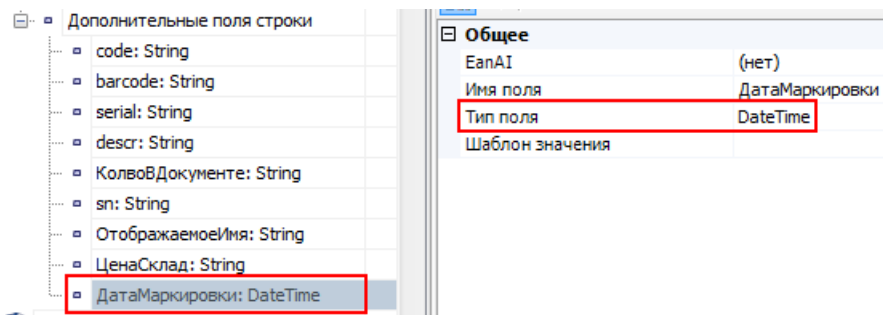 Дополнительные поля строки
code: String
barcode: String
serial: String
descr: String
КолвоВДокументе: String
sn: String
ОтображаемоеИмя: String
ЦенаСклад: String
ДатаМаркировки: DateTime
Общее
EanAI (нет)
Имя поля ДатаМаркировки
Тип поля DateTime
Шаблон значения